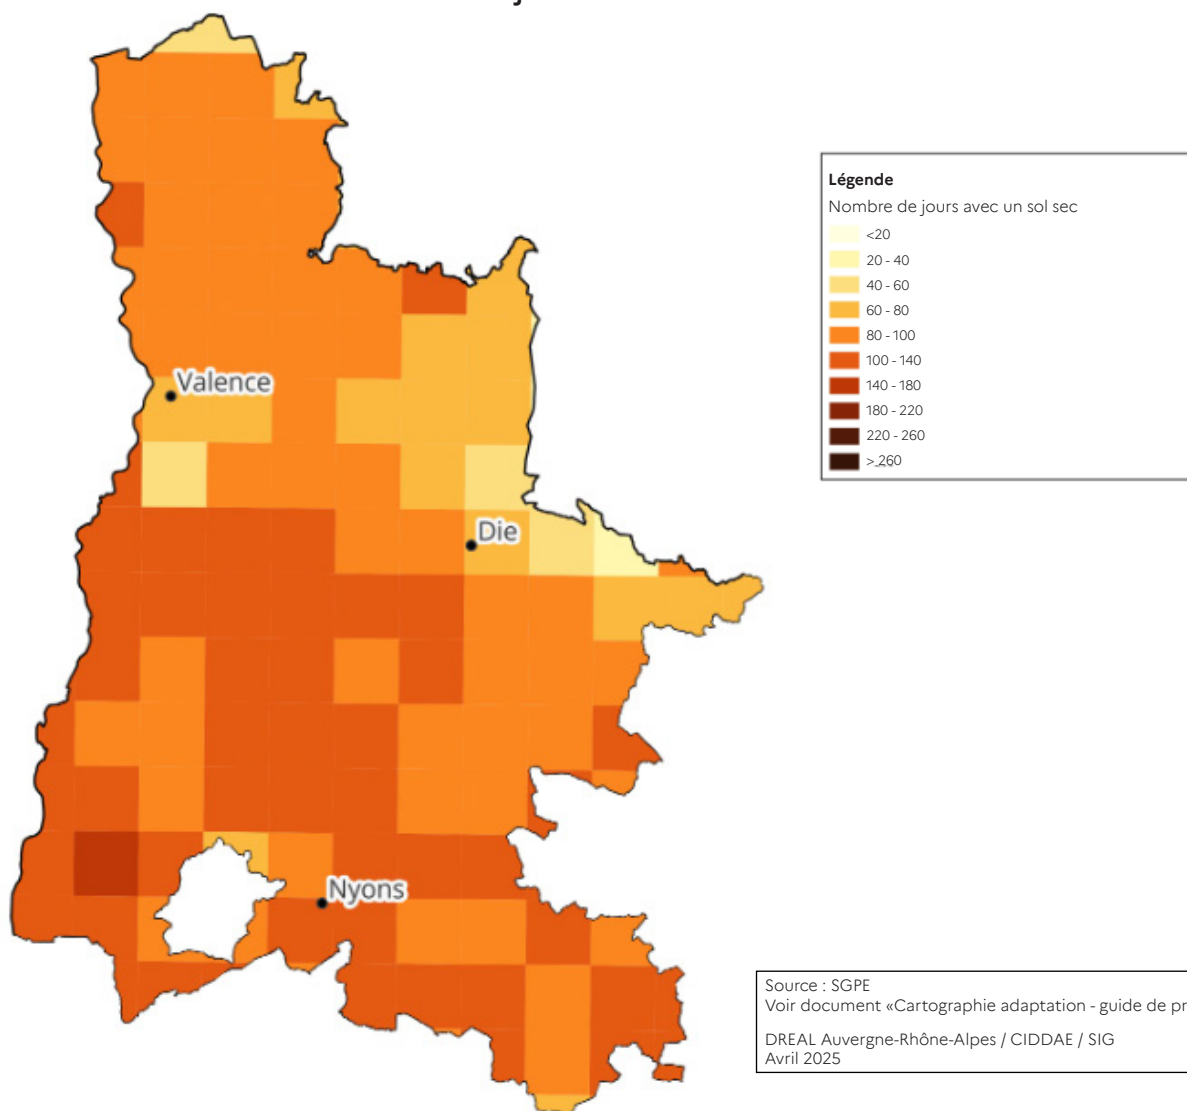 Valence
Die
Nyons
Légende
Nombre de jours avec un sol sec
<20
20 - 40
40 - 60
60 - 80
80 - 100
100 - 140
140 - 180
180 - 220
220 - 260
> 260
Source : SGPE
Voir document «Cartographie adaptation - guide de
DREAL Auvergne-Rhône-Alpes / CIDDAE / SIG
Avril 2025